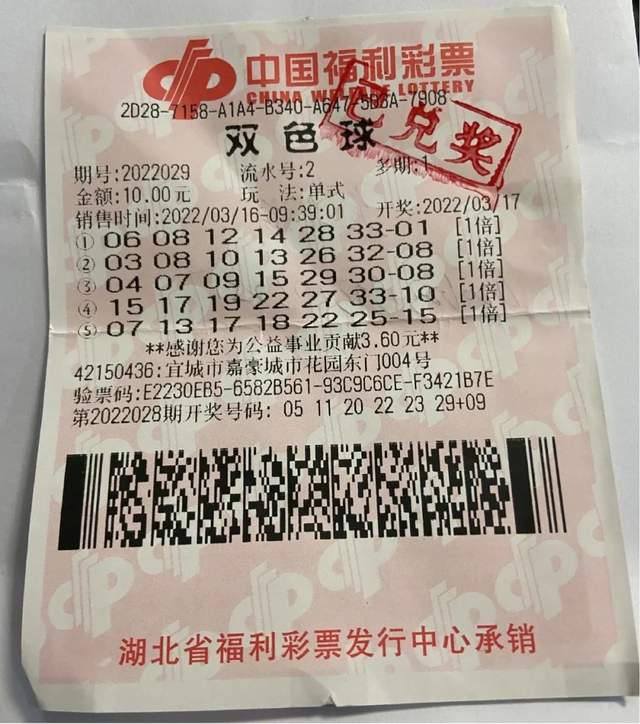 中国福利彩票
CHINA WELFARE LOTTERY
2D28-7158-A1A4-B340-A647-5D3A-7908
已兑奖
双色球
期号:2022029 流水号:2 多期:1
金额:10.00元 玩 法:单式
销售时间:2022/03/16-09:39:01 开奖:2022/03/17
① 06 08 12 14 28 33-01 [1倍]
② 03 08 10 13 26 32-08 [1倍]
③ 04 07 09 15 29 30-08 [1倍]
④ 15 17 19 22 27 33-10 [1倍]
⑤ 07 13 17 18 22 25-15 [1倍]
**感谢您为公益事业贡献3.60元**
42150436:宜城市嘉豪城市花园东门004号
验票码:E2230EB5-6582B561-93C9C6CE-F3421B7E
第2022028期开奖号码: 05 11 20 22 23 29+09
湖北省福利彩票发行中心承销